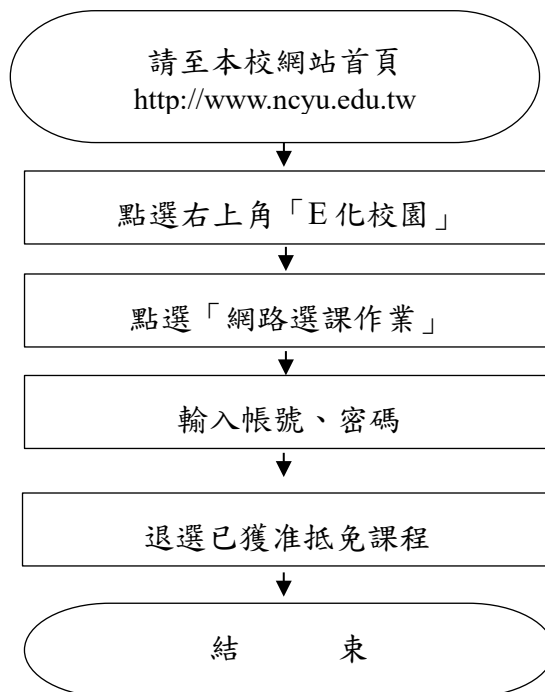 請至本校網站首頁
http://www.ncyu.edu.tw
點選右上角「E化校園」
點選「網路選課作業」
輸入帳號、密碼
退選已獲准抵免課程
結 束